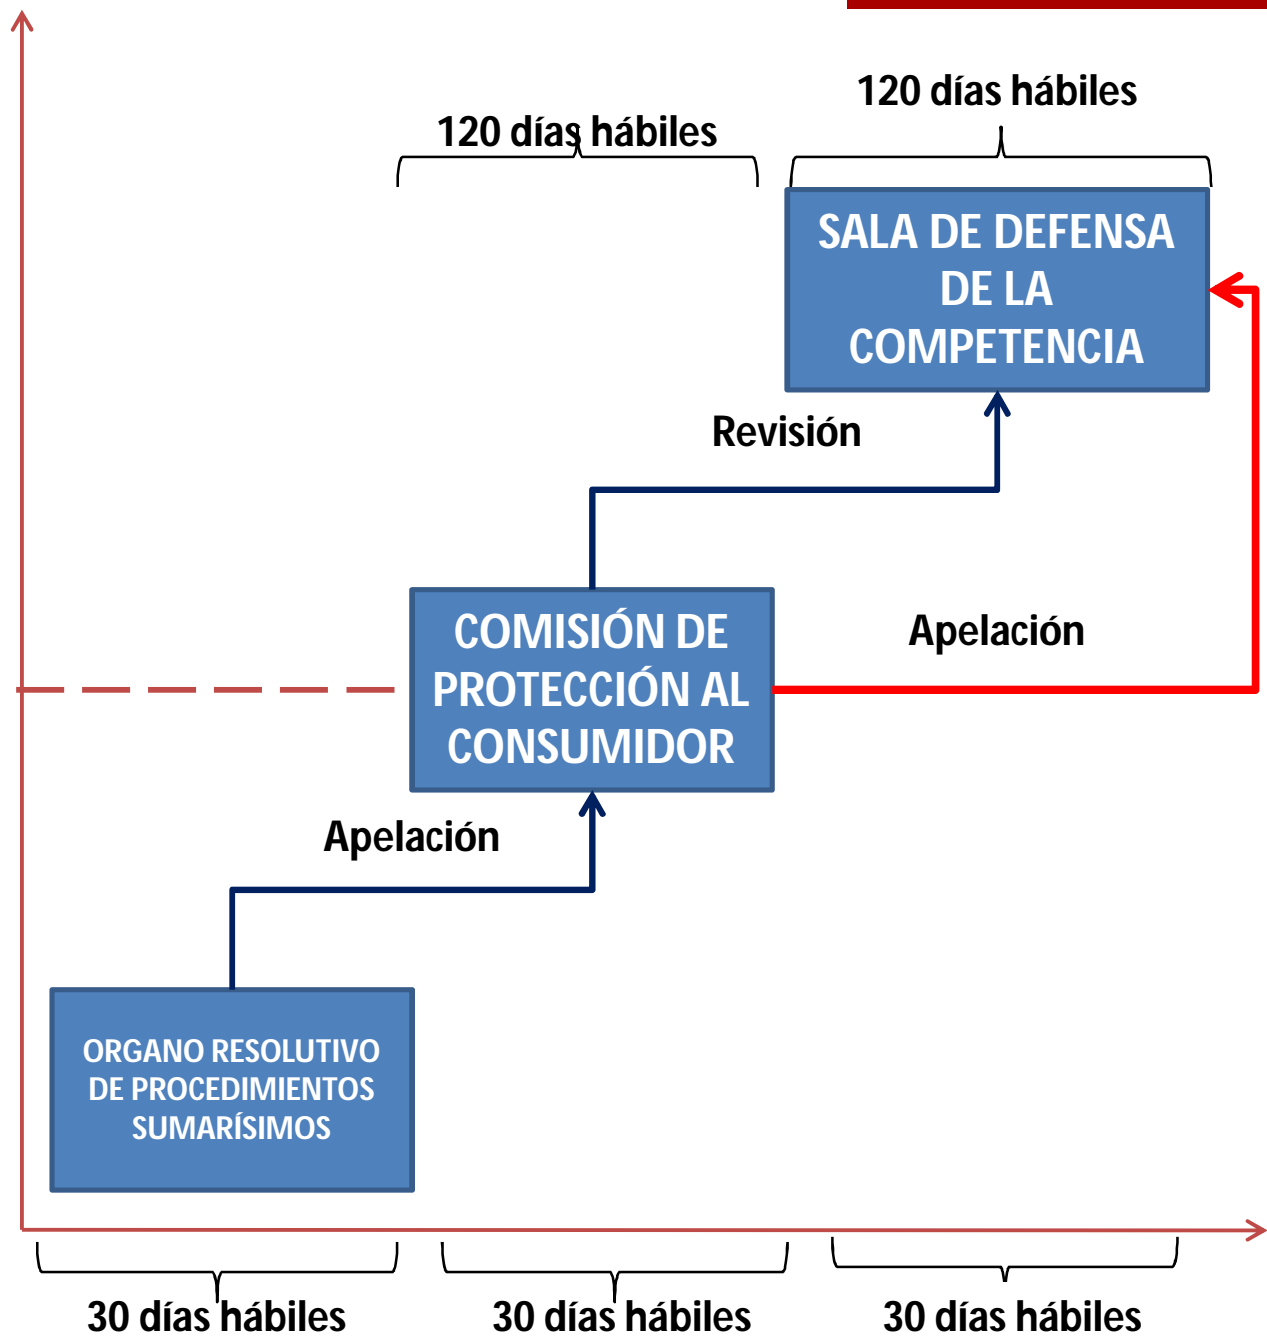 120 días hábiles
120 días hábiles
SALA DE DEFENSA
DE LA
COMPETENCIA
Revisión
COMISIÓN DE
PROTECCIÓN AL
CONSUMIDOR
Apelación
Apelación
ORGANO RESOLUTIVO
DE PROCEDIMIENTOS
SUMARÍSIMOS
30 días hábiles
30 días hábiles
30 días hábiles